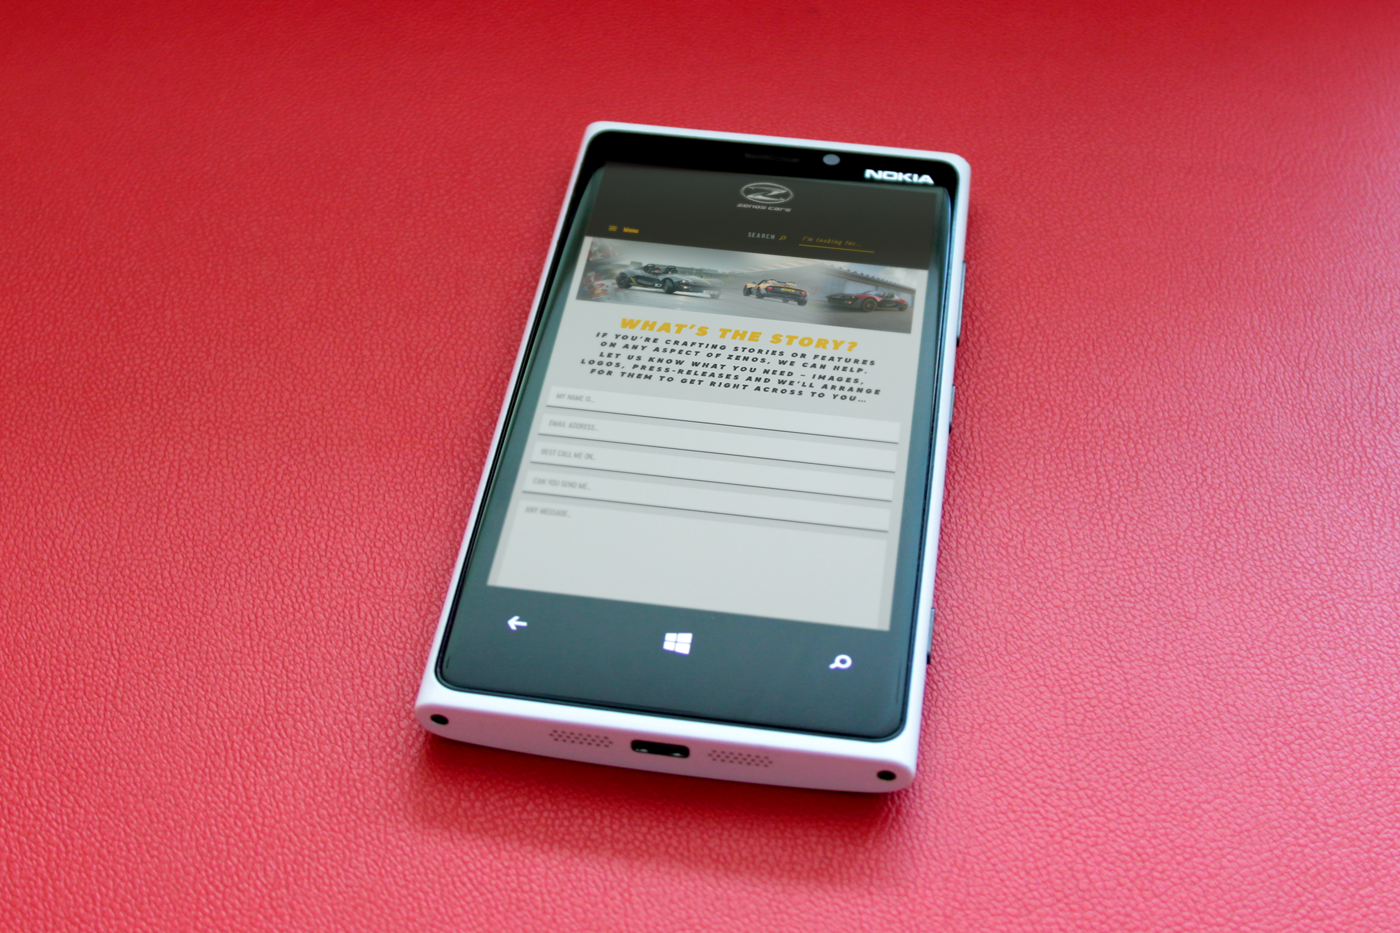 NOKIA
Zenos Cars
Menu
SEARCH
I'm looking for...
WHAT'S THE STORY?
IF YOU'RE CRAFTING STORIES OR FEATURES
ON ANY ASPECT OF ZENOS, WE CAN HELP.
LET US KNOW WHAT YOU NEED – IMAGES,
LOGOS, PRESS-RELEASES AND WE'LL ARRANGE
FOR THEM TO GET RIGHT ACROSS TO YOU...
MY NAME IS...
EMAIL ADDRESS...
BEST CALL ME ON...
CAN YOU SEND ME...
ANY MESSAGE...